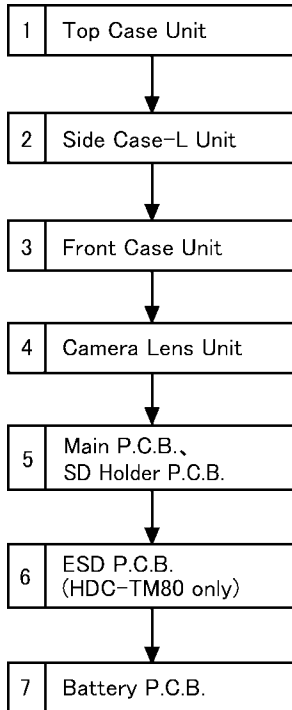 1 Top Case Unit
2 Side Case-L Unit
3 Front Case Unit
4 Camera Lens Unit
5 Main P.C.B.、
SD Holder P.C.B.
6 ESD P.C.B.
(HDC-TM80 only)
7 Battery P.C.B.